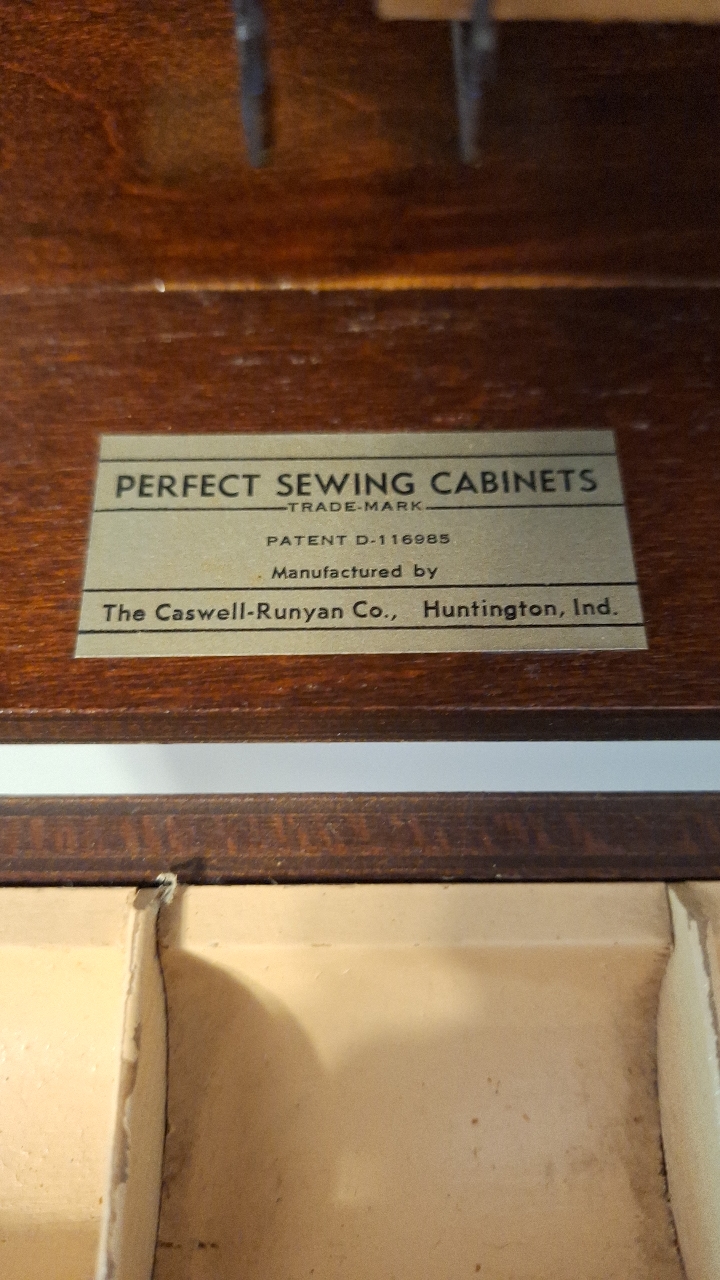 PERFECT SEWING CABINETS
TRADE-MARK
PATENT D-116985
Manufactured by
The Caswell-Runyan Co., Huntington, Ind.